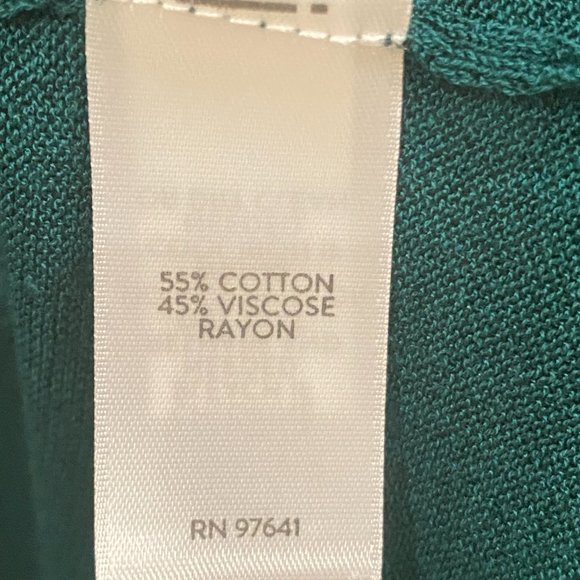 55% COTTON
45% VISCOSE
RAYON
RN 97641